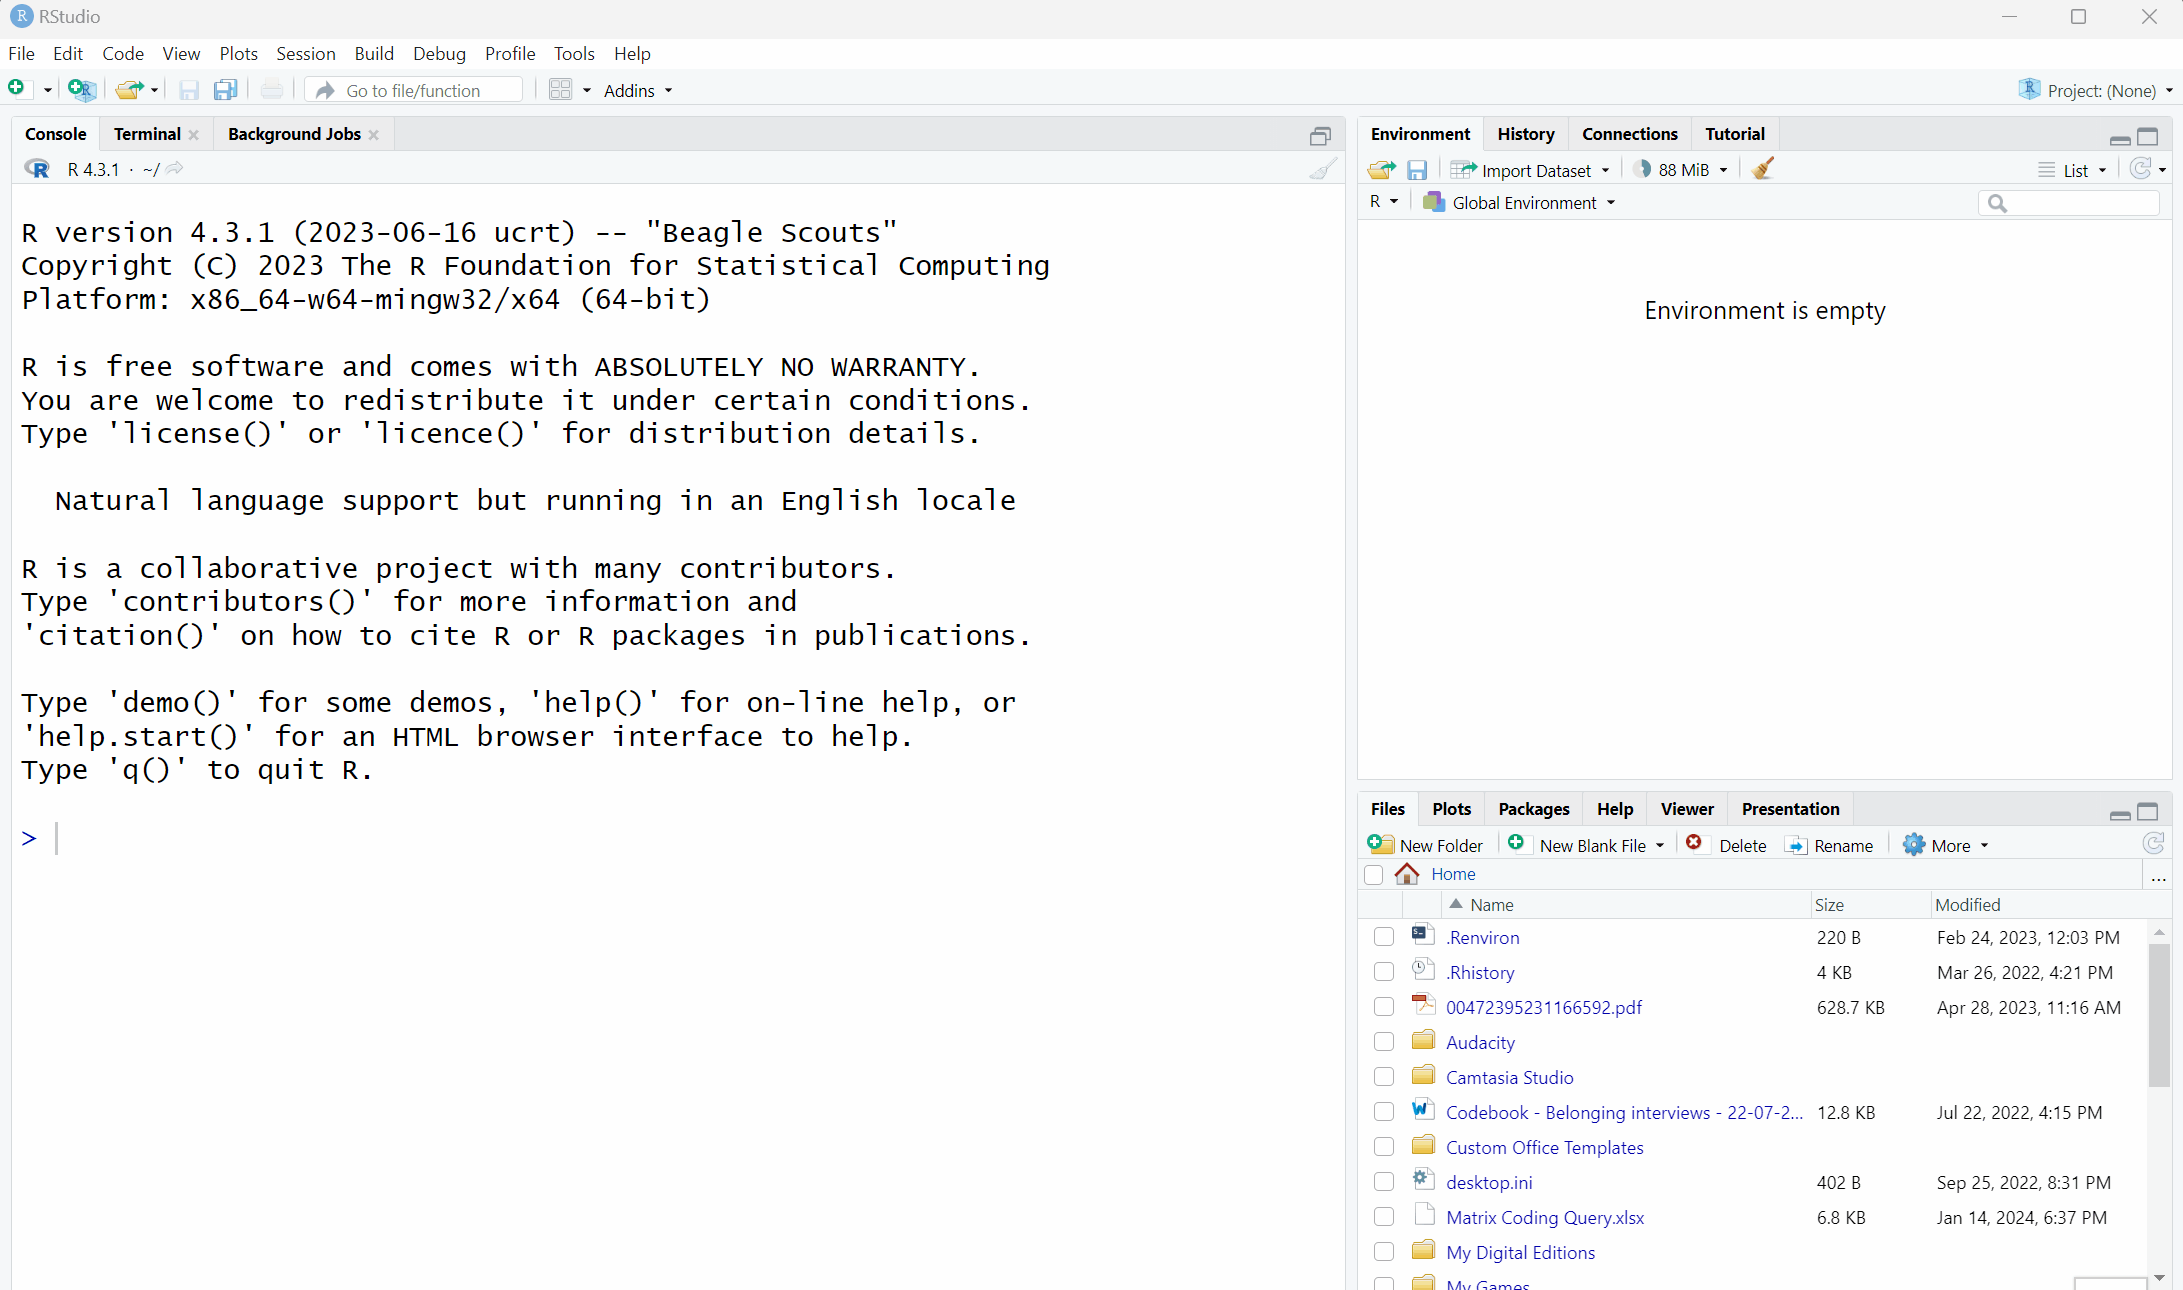 RStudio
File Edit Code View Plots Session Build Debug Profile Tools Help
Go to file/function Addins Project: (None)
Console Terminal Background Jobs
R 4.3.1 · ~/
R version 4.3.1 (2023-06-16 ucrt) -- "Beagle Scouts"
Copyright (C) 2023 The R Foundation for Statistical Computing
Platform: x86_64-w64-mingw32/x64 (64-bit)
R is free software and comes with ABSOLUTELY NO WARRANTY.
You are welcome to redistribute it under certain conditions.
Type 'license()' or 'licence()' for distribution details.
Natural language support but running in an English locale
R is a collaborative project with many contributors.
Type 'contributors()' for more information and
'citation()' on how to cite R or R packages in publications.
Type 'demo()' for some demos, 'help()' for on-line help, or
'help.start()' for an HTML browser interface to help.
Type 'q()' to quit R.
>
Environment History Connections Tutorial
Import Dataset 88 MiB List
R Global Environment
Environment is empty
Files Plots Packages Help Viewer Presentation
New Folder New Blank File Delete Rename More
Home ...
Name Size Modified
.Renviron 220 B Feb 24, 2023, 12:03 PM
.Rhistory 4 KB Mar 26, 2022, 4:21 PM
00472395231166592.pdf 628.7 KB Apr 28, 2023, 11:16 AM
Audacity
Camtasia Studio
Codebook - Belonging interviews - 22-07-2... 12.8 KB Jul 22, 2022, 4:15 PM
Custom Office Templates
desktop.ini 402 B Sep 25, 2022, 8:31 PM
Matrix Coding Query.xlsx 6.8 KB Jan 14, 2024, 6:37 PM
My Digital Editions
My Games